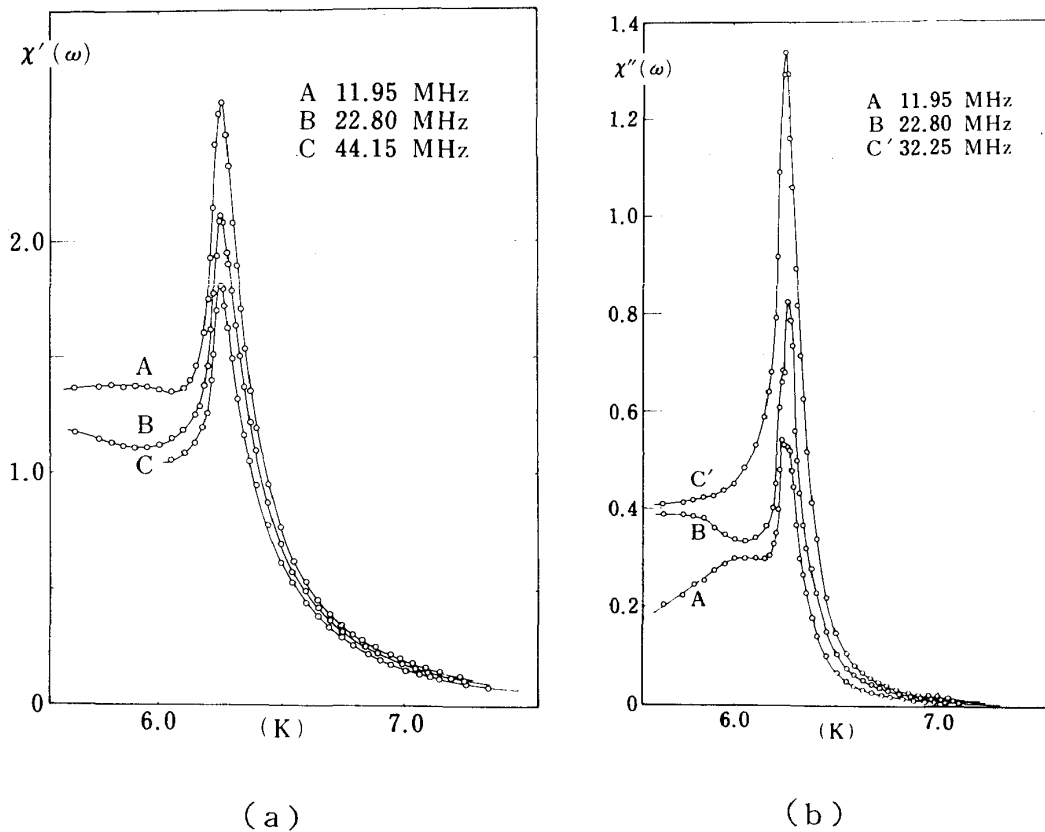 χ′(ω)
A 11.95 MHz
B 22.80 MHz
C 44.15 MHz
2.0
1.0
0
A
B
C
6.0
(K)
7.0
(a)
1.4
χ″(ω)
A 11.95 MHz
B 22.80 MHz
C′ 32.25 MHz
1.2
1.0
0.8
0.6
0.4
0.2
0
C′
B
A
6.0
(K)
7.0
(b)